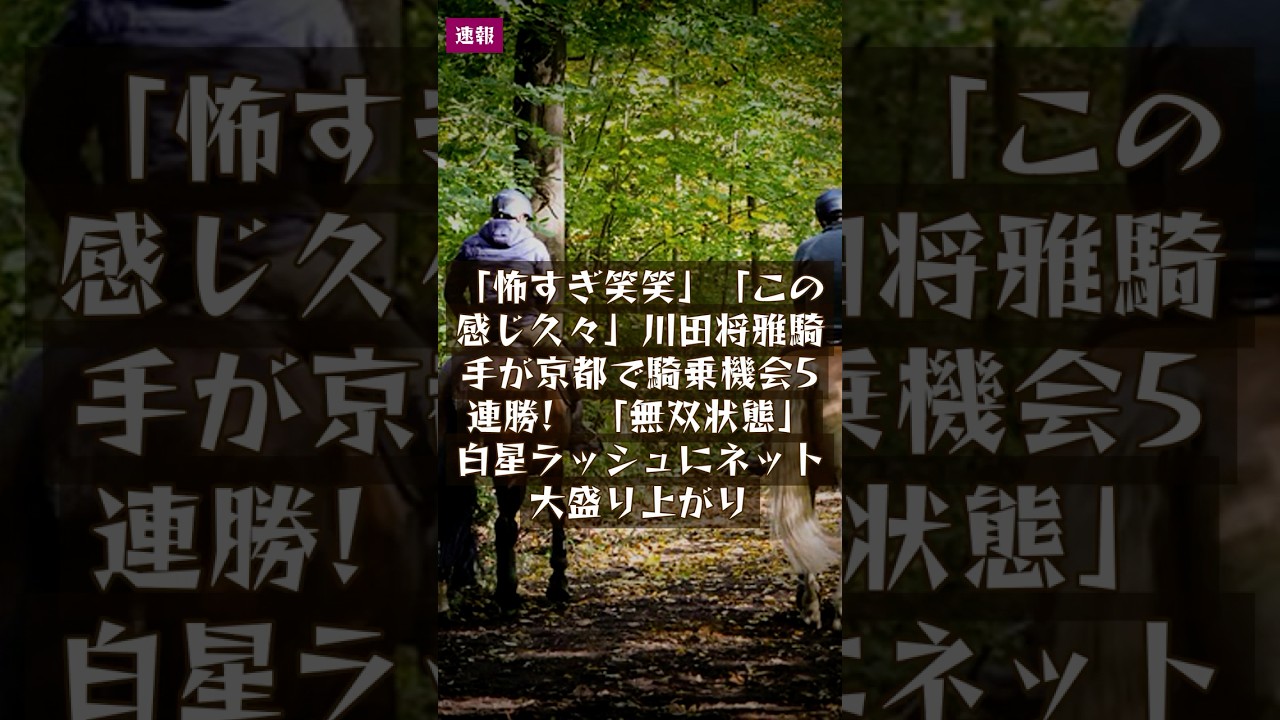 速報
「怖すぎ笑笑」「この
感じ久々」川田将雅騎
手が京都で騎乗機会5
連勝!　「無双状態」
白星ラッシュにネット
大盛り上がり